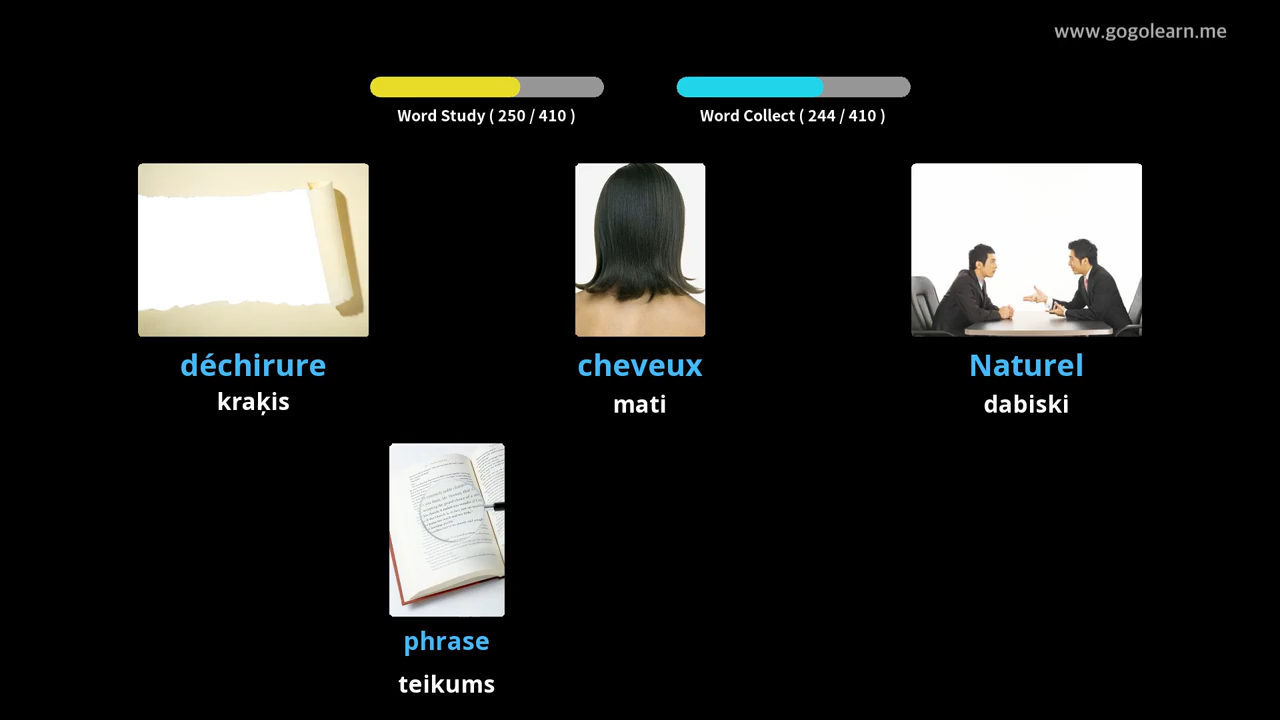 www.gogolearn.me
Word Study ( 250 / 410 )
Word Collect ( 244 / 410 )
déchirure
kraķis
cheveux
mati
Naturel
dabiski
phrase
teikums